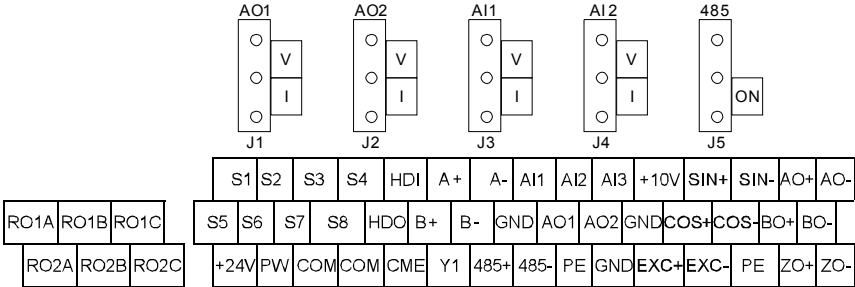 AO1 AO2 AI1 AI2 485
V V V V
I I I I ON
J1 J2 J3 J4 J5
S1 S2 S3 S4 HDI A+ A- AI1 AI2 AI3 +10V SIN+ SIN- AO+ AO-
RO1A RO1B RO1C S5 S6 S7 S8 HDO B+ B- GND AO1 AO2 GND COS+ COS- BO+ BO-
RO2A RO2B RO2C +24V PW COM COM CME Y1 485+ 485- PE GND EXC+ EXC- PE ZO+ ZO-